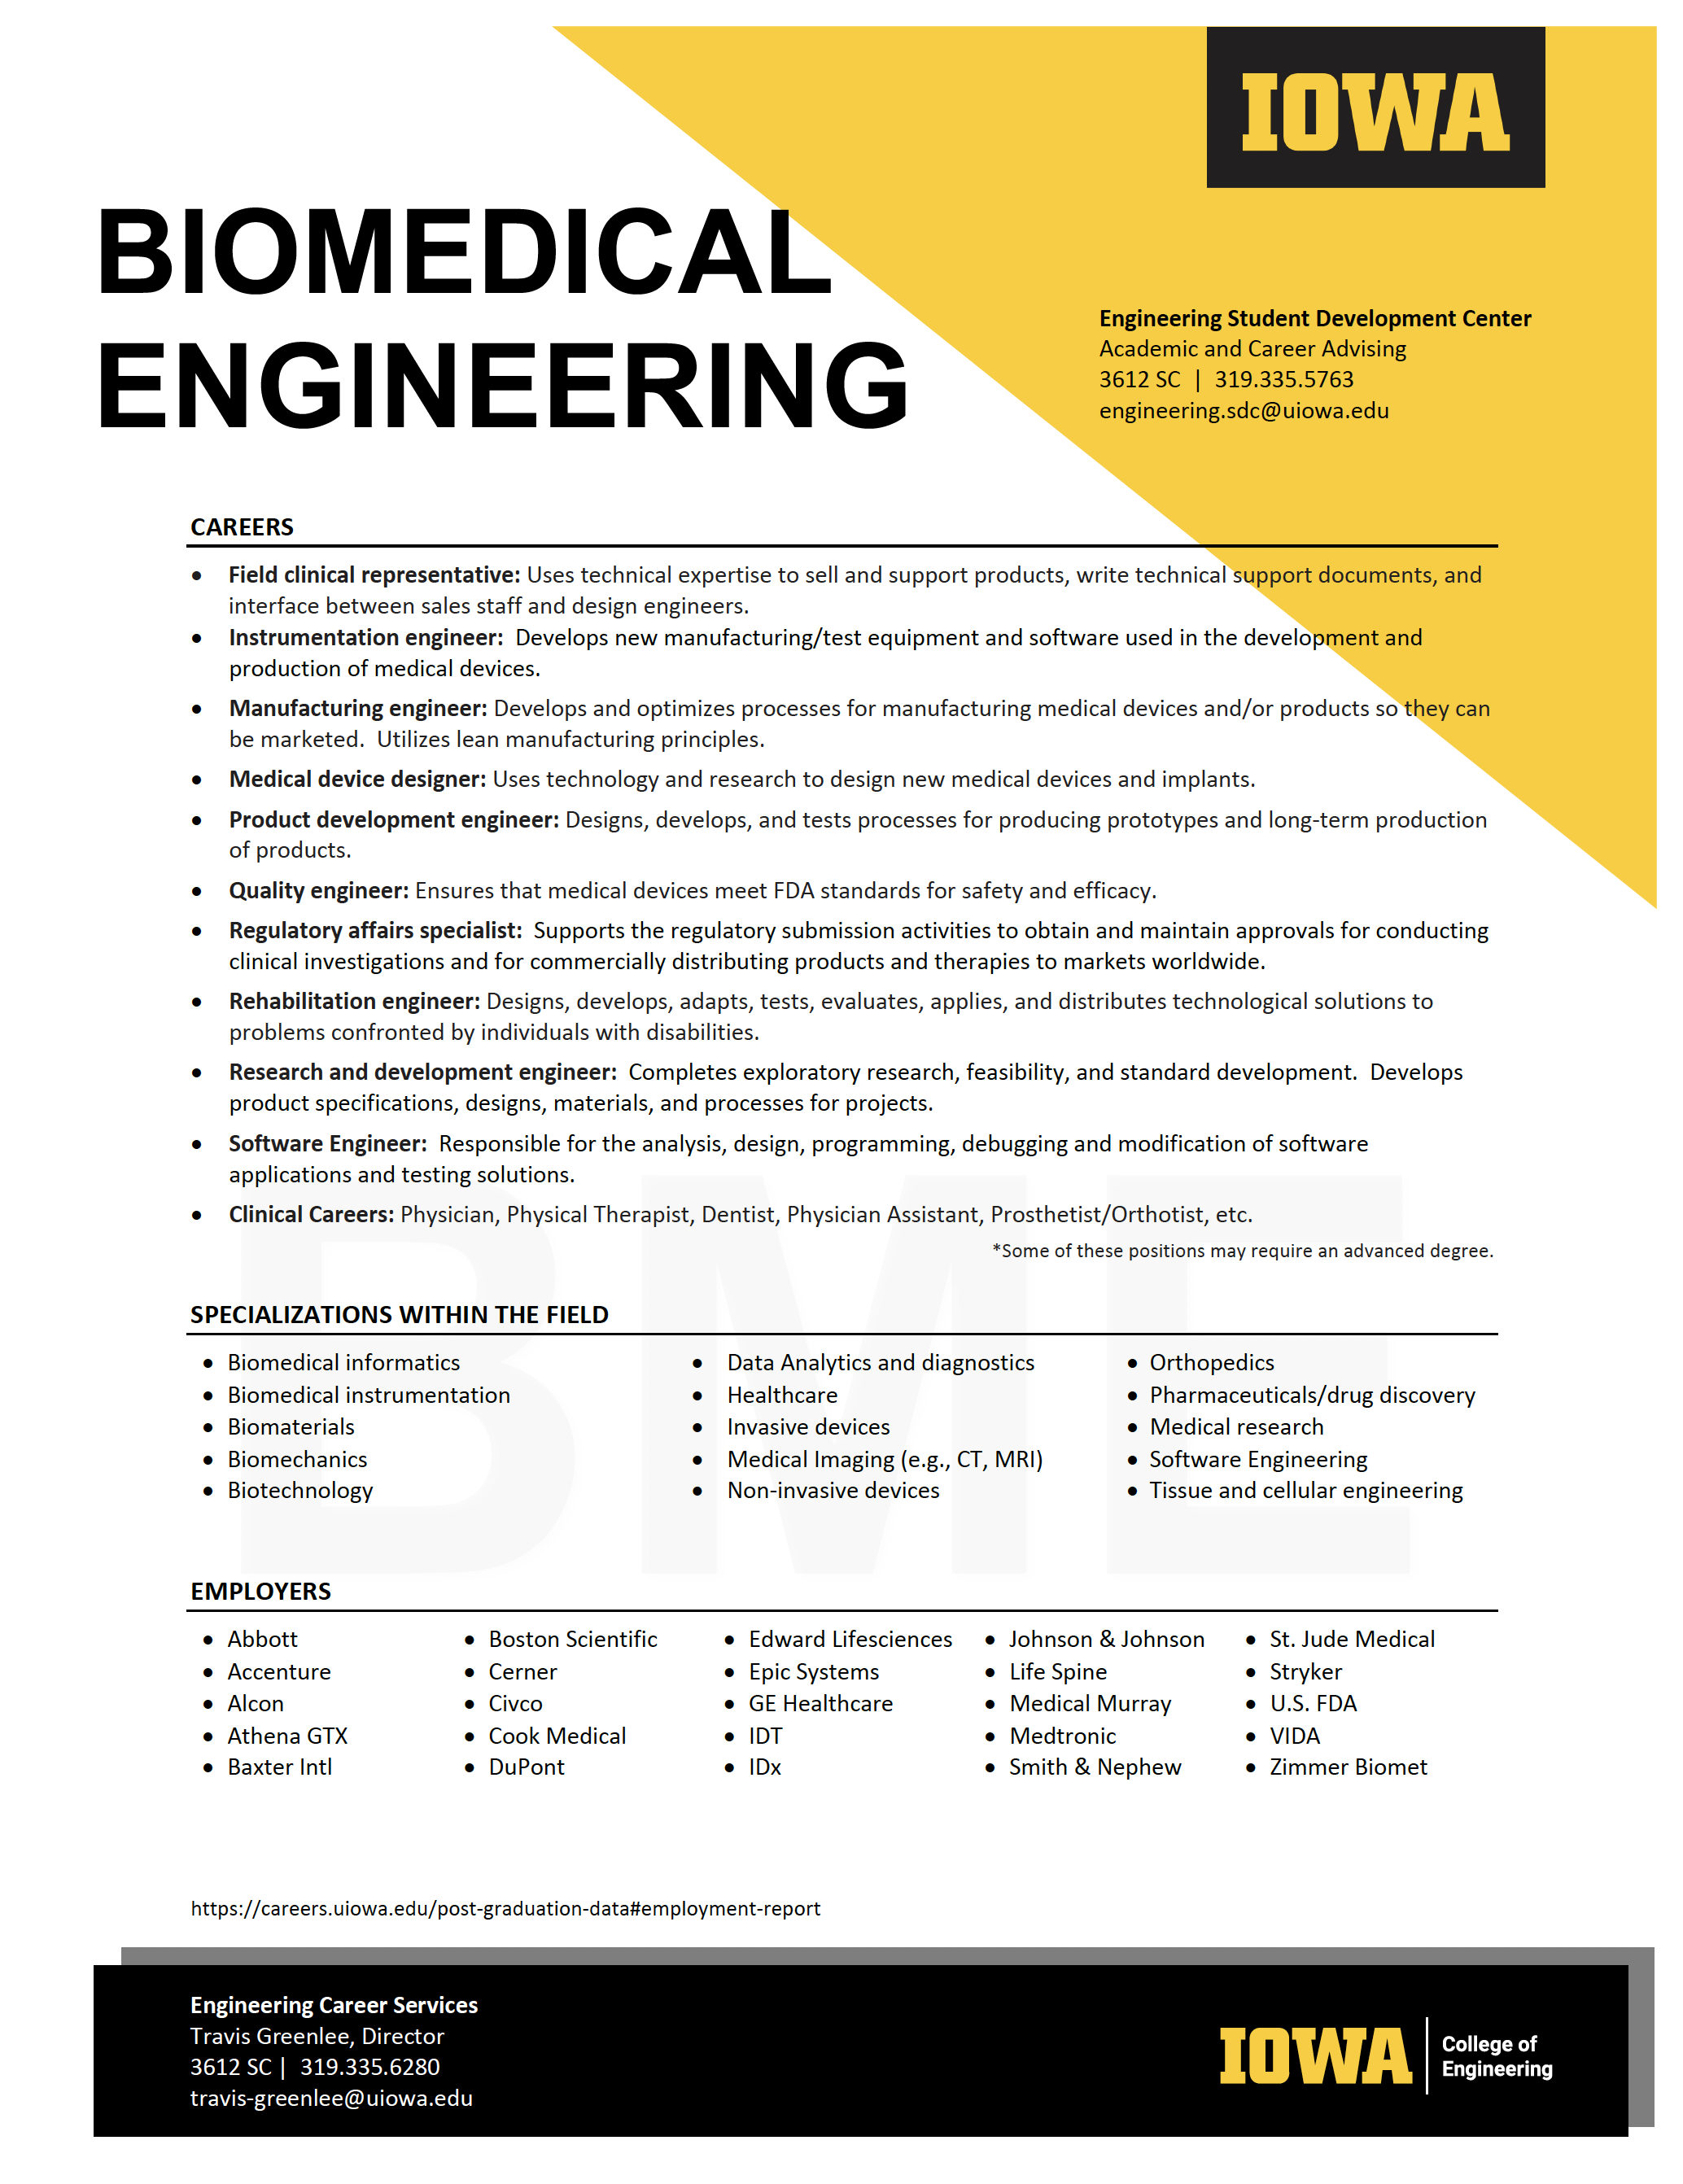 IOWA
BIOMEDICAL
ENGINEERING
Engineering Student Development Center
Academic and Career Advising
3612 SC | 319.335.5763
engineering.sdc@uiowa.edu
CAREERS
• Field clinical representative: Uses technical expertise to sell and support products, write technical support documents, and
interface between sales staff and design engineers.
• Instrumentation engineer: Develops new manufacturing/test equipment and software used in the development and
production of medical devices.
• Manufacturing engineer: Develops and optimizes processes for manufacturing medical devices and/or products so they can
be marketed. Utilizes lean manufacturing principles.
• Medical device designer: Uses technology and research to design new medical devices and implants.
• Product development engineer: Designs, develops, and tests processes for producing prototypes and long-term production
of products.
• Quality engineer: Ensures that medical devices meet FDA standards for safety and efficacy.
• Regulatory affairs specialist: Supports the regulatory submission activities to obtain and maintain approvals for conducting
clinical investigations and for commercially distributing products and therapies to markets worldwide.
• Rehabilitation engineer: Designs, develops, adapts, tests, evaluates, applies, and distributes technological solutions to
problems confronted by individuals with disabilities.
• Research and development engineer: Completes exploratory research, feasibility, and standard development. Develops
product specifications, designs, materials, and processes for projects.
• Software Engineer: Responsible for the analysis, design, programming, debugging and modification of software
applications and testing solutions.
• Clinical Careers: Physician, Physical Therapist, Dentist, Physician Assistant, Prosthetist/Orthotist, etc.
*Some of these positions may require an advanced degree.
BME
SPECIALIZATIONS WITHIN THE FIELD
• Biomedical informatics
• Biomedical instrumentation
• Biomaterials
• Biomechanics
• Biotechnology
• Data Analytics and diagnostics
• Healthcare
• Invasive devices
• Medical Imaging (e.g., CT, MRI)
• Non-invasive devices
• Orthopedics
• Pharmaceuticals/drug discovery
• Medical research
• Software Engineering
• Tissue and cellular engineering
EMPLOYERS
• Abbott
• Accenture
• Alcon
• Athena GTX
• Baxter Intl
• Boston Scientific
• Cerner
• Civco
• Cook Medical
• DuPont
• Edward Lifesciences
• Epic Systems
• GE Healthcare
• IDT
• IDx
• Johnson & Johnson
• Life Spine
• Medical Murray
• Medtronic
• Smith & Nephew
• St. Jude Medical
• Stryker
• U.S. FDA
• VIDA
• Zimmer Biomet
https://careers.uiowa.edu/post-graduation-data#employment-report
Engineering Career Services
Travis Greenlee, Director
3612 SC | 319.335.6280
travis-greenlee@uiowa.edu
IOWA
College of
Engineering